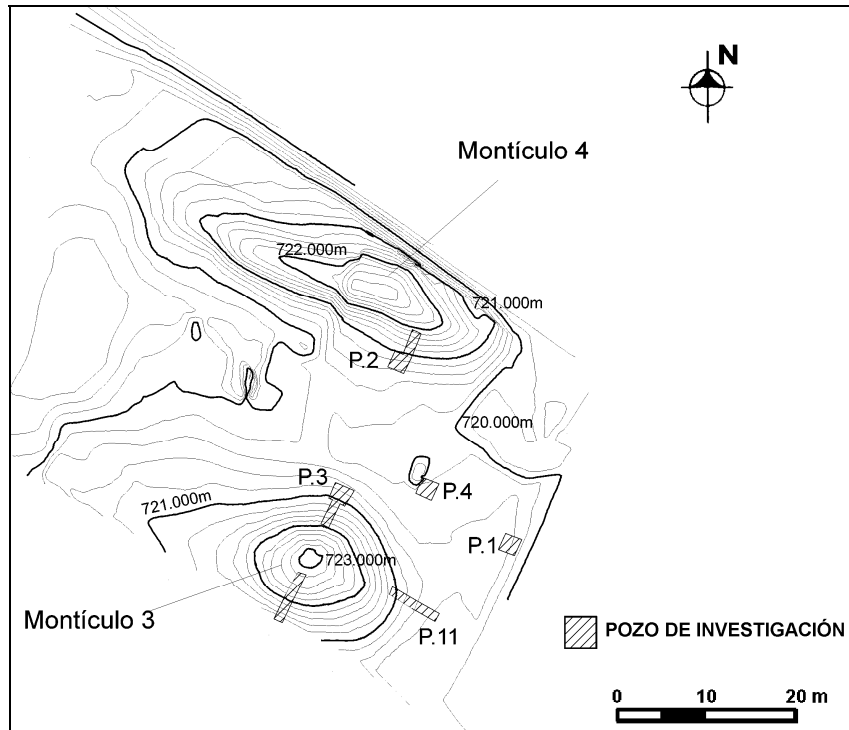 N
Montículo 4
722.000m
721.000m
P.2
720.000m
P.3
P.4
721.000m
P.1
723.000m
Montículo 3
P.11
POZO DE INVESTIGACIÓN
0 10 20 m